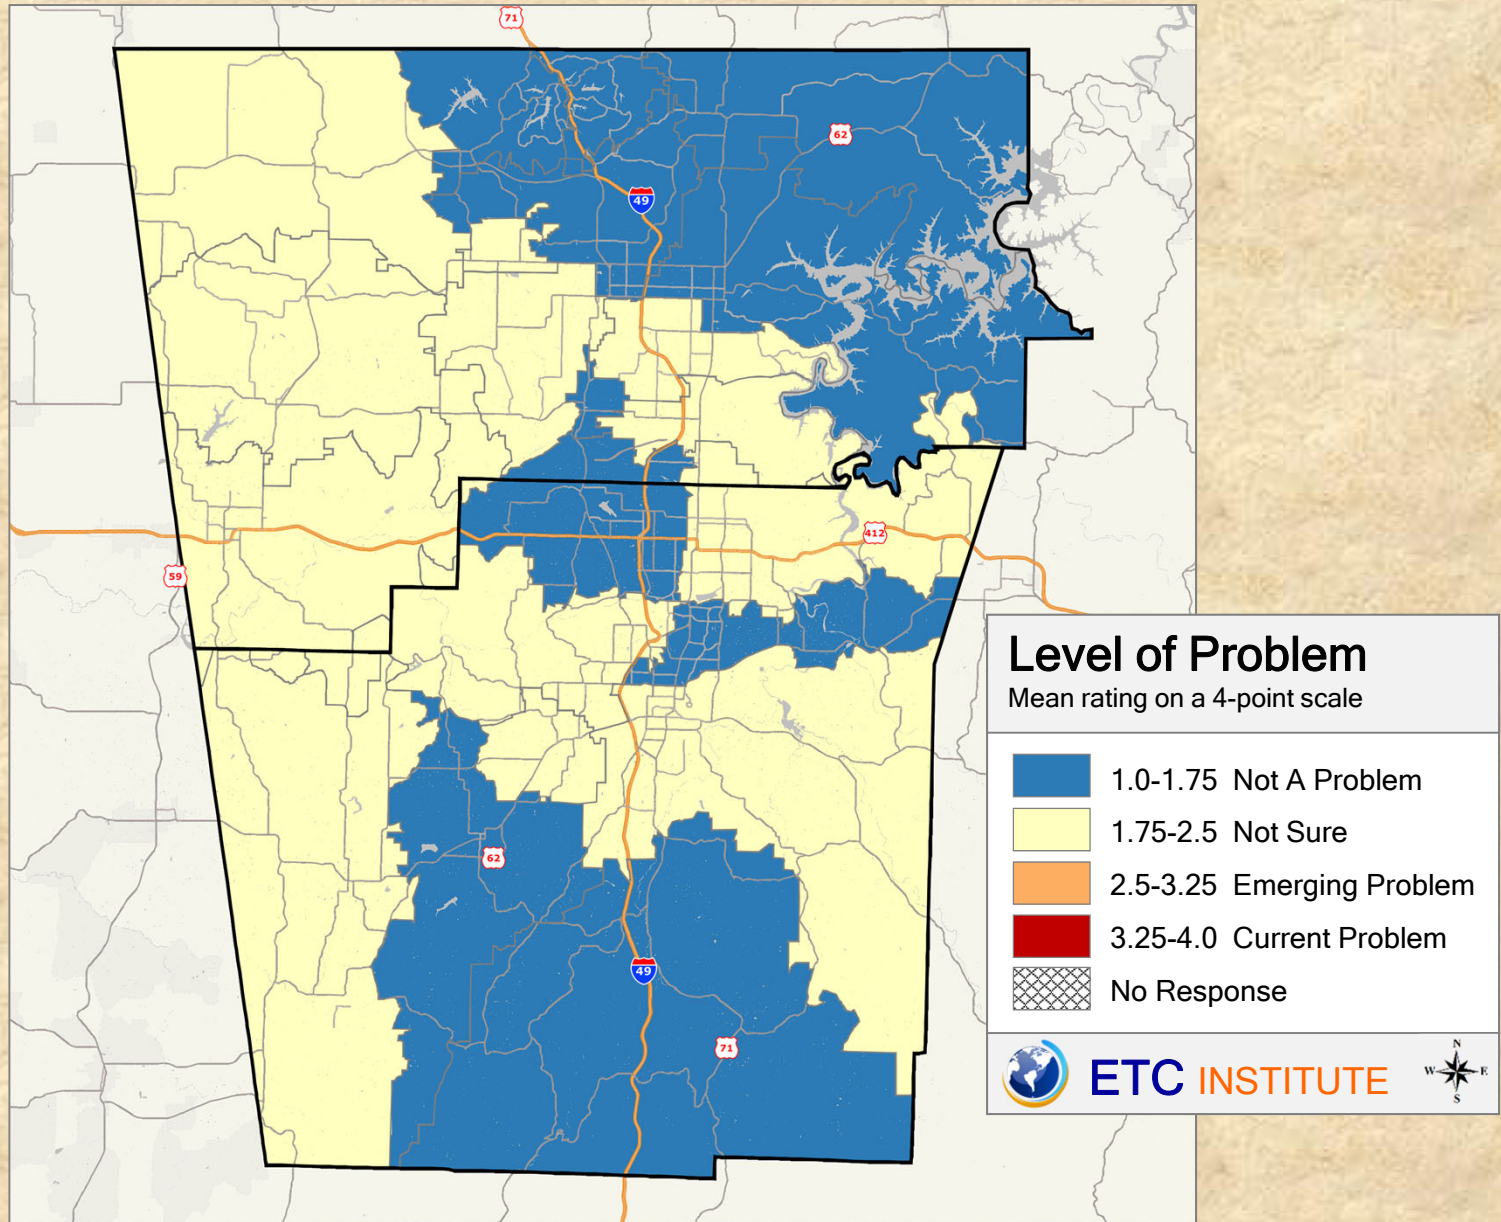 71
62
49
412
59
62
49
71
Level of Problem
Mean rating on a 4-point scale
1.0-1.75 Not A Problem
1.75-2.5 Not Sure
2.5-3.25 Emerging Problem
3.25-4.0 Current Problem
No Response
ETC INSTITUTE
N
W E
S